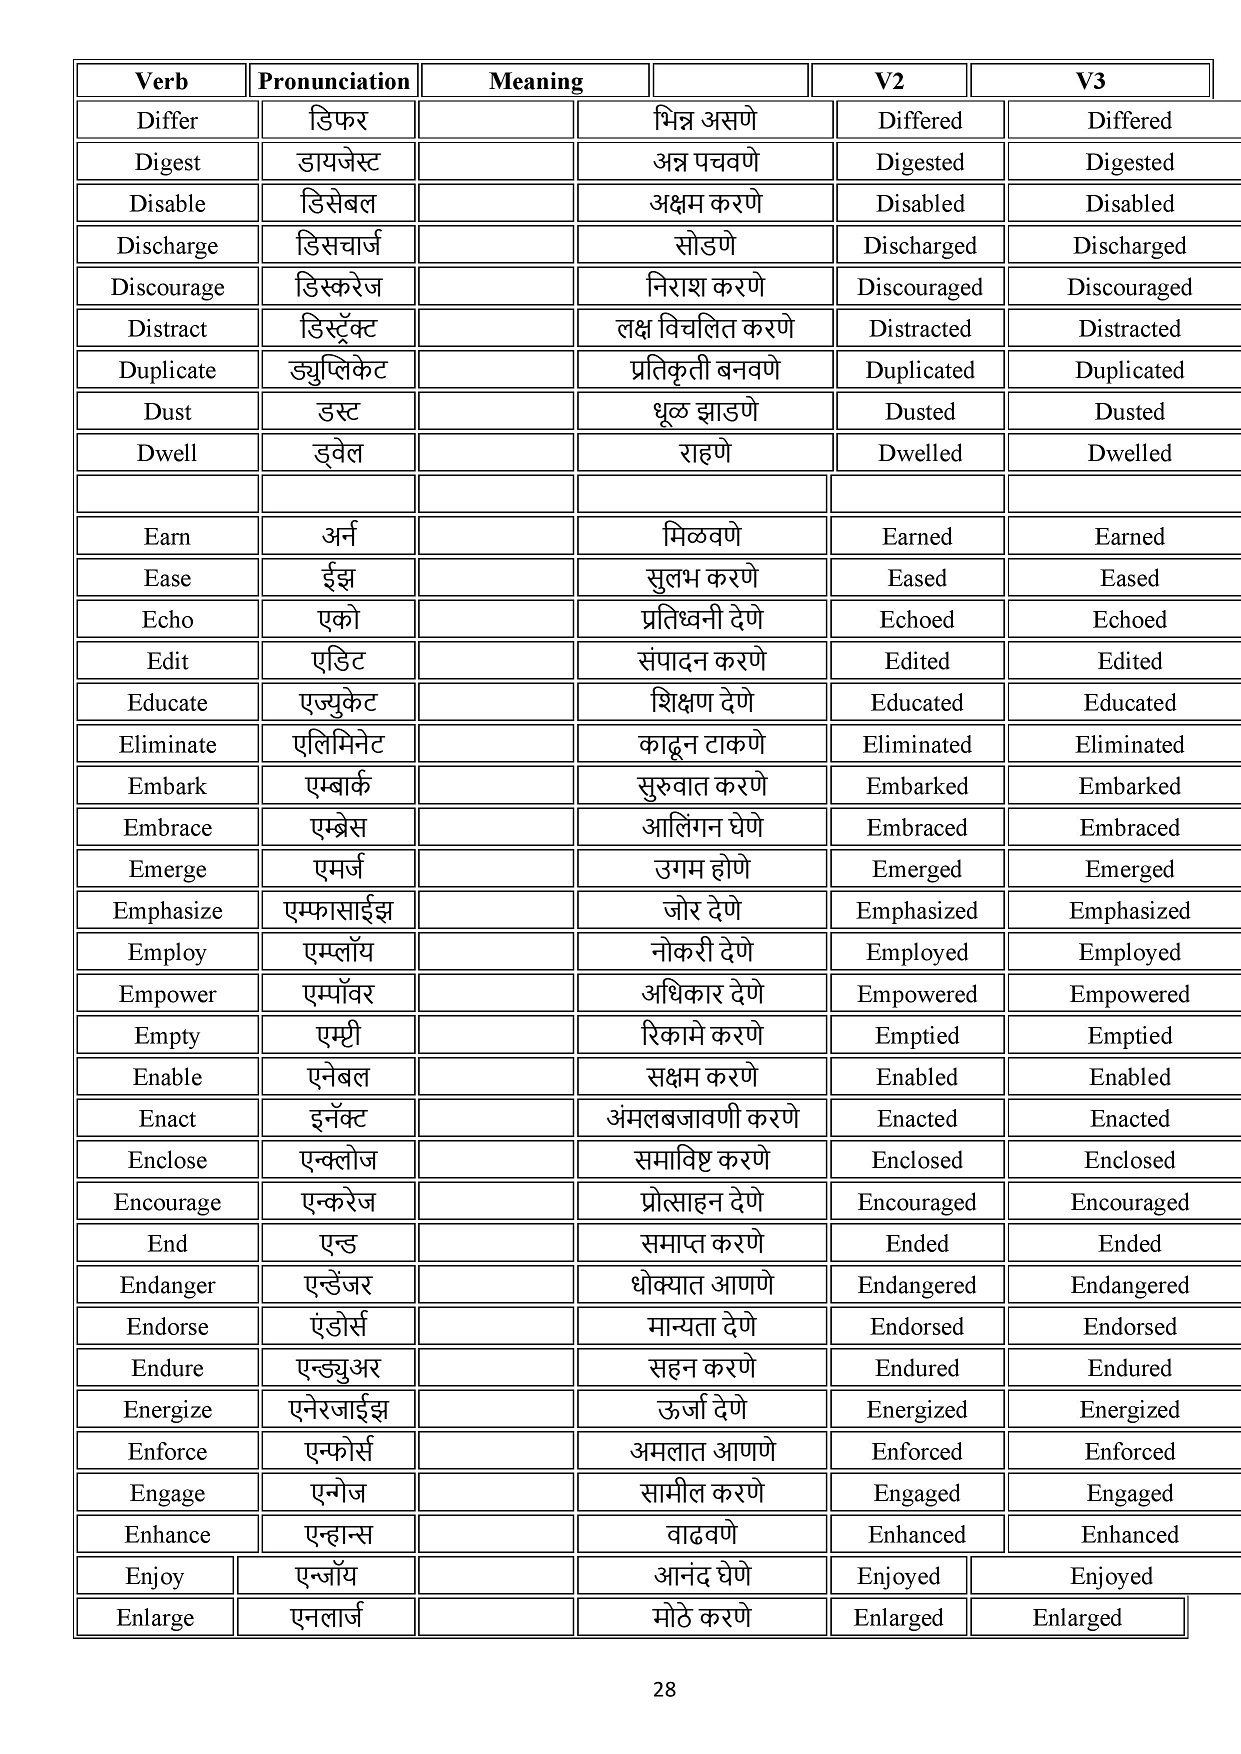 Verb Pronunciation Meaning V2 V3
Differ डिफर भिन्न असणे Differed Differed
Digest डायजेस्ट अन्न पचवणे Digested Digested
Disable डिसेबल अक्षम करणे Disabled Disabled
Discharge डिसचार्ज सोडणे Discharged Discharged
Discourage डिस्करेज निराश करणे Discouraged Discouraged
Distract डिस्ट्रॅक्ट लक्ष विचलित करणे Distracted Distracted
Duplicate ड्युप्लिकेट प्रतिकृती बनवणे Duplicated Duplicated
Dust डस्ट धूळ झाडणे Dusted Dusted
Dwell ड्वेल राहणे Dwelled Dwelled
Earn अर्न मिळवणे Earned Earned
Ease ईझ सुलभ करणे Eased Eased
Echo एको प्रतिध्वनी देणे Echoed Echoed
Edit एडिट संपादन करणे Edited Edited
Educate एज्युकेट शिक्षण देणे Educated Educated
Eliminate एलिमिनेट काढून टाकणे Eliminated Eliminated
Embark एम्बार्क सुरुवात करणे Embarked Embarked
Embrace एम्ब्रेस आलिंगन घेणे Embraced Embraced
Emerge एमर्ज उगम होणे Emerged Emerged
Emphasize एम्फासाईझ जोर देणे Emphasized Emphasized
Employ एम्प्लॉय नोकरी देणे Employed Employed
Empower एम्पॉवर अधिकार देणे Empowered Empowered
Empty एम्प्टी रिकामे करणे Emptied Emptied
Enable एनेबल सक्षम करणे Enabled Enabled
Enact इनॅक्ट अंमलबजावणी करणे Enacted Enacted
Enclose एन्क्लोज समाविष्ट करणे Enclosed Enclosed
Encourage एन्करेज प्रोत्साहन देणे Encouraged Encouraged
End एन्ड समाप्त करणे Ended Ended
Endanger एन्डेंजर धोक्यात आणणे Endangered Endangered
Endorse एंडोर्स मान्यता देणे Endorsed Endorsed
Endure एन्ड्युअर सहन करणे Endured Endured
Energize एनेरजाईझ ऊर्जा देणे Energized Energized
Enforce एन्फोर्स अमलात आणणे Enforced Enforced
Engage एन्गेज सामील करणे Engaged Engaged
Enhance एन्हान्स वाढवणे Enhanced Enhanced
Enjoy एन्जॉय आनंद घेणे Enjoyed Enjoyed
Enlarge एनलार्ज मोठे करणे Enlarged Enlarged
28